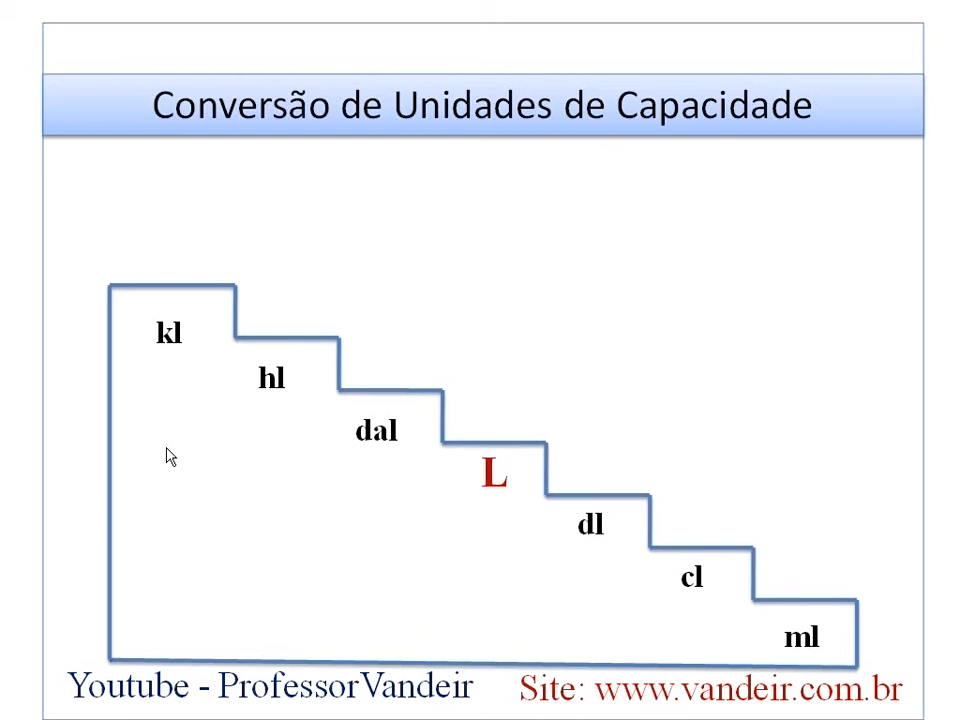 Conversão de Unidades de Capacidade
kl
hl
dal
L
dl
cl
ml
Youtube - ProfessorVandeir
Site: www.vandeir.com.br